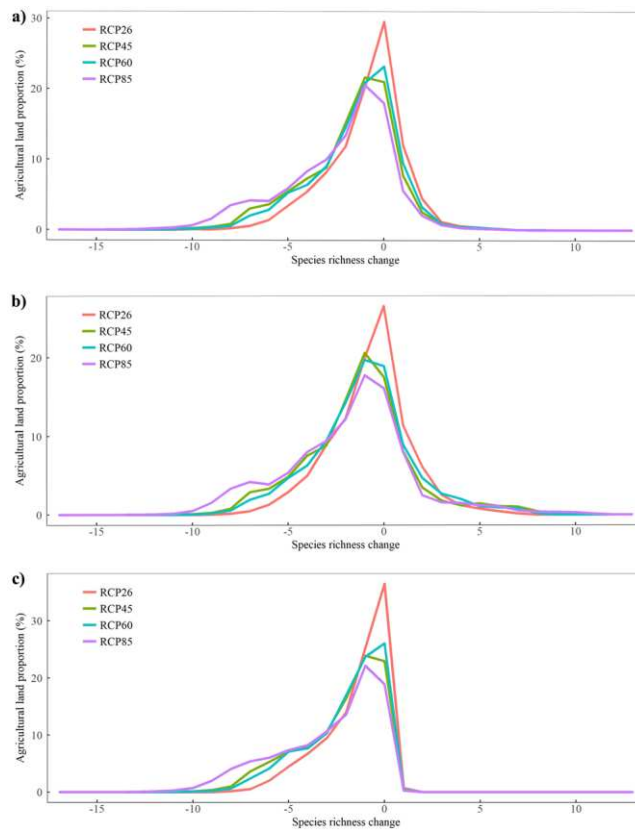 a)
30
20
10
0
Agricultural land proportion (%)
RCP26
RCP45
RCP60
RCP85
-15
-10
-5
0
5
10
Species richness change
b)
20
10
0
Agricultural land proportion (%)
RCP26
RCP45
RCP60
RCP85
-15
-10
-5
0
5
10
Species richness change
c)
30
20
10
0
Agricultural land proportion (%)
RCP26
RCP45
RCP60
RCP85
-15
-10
-5
0
5
10
Species richness change